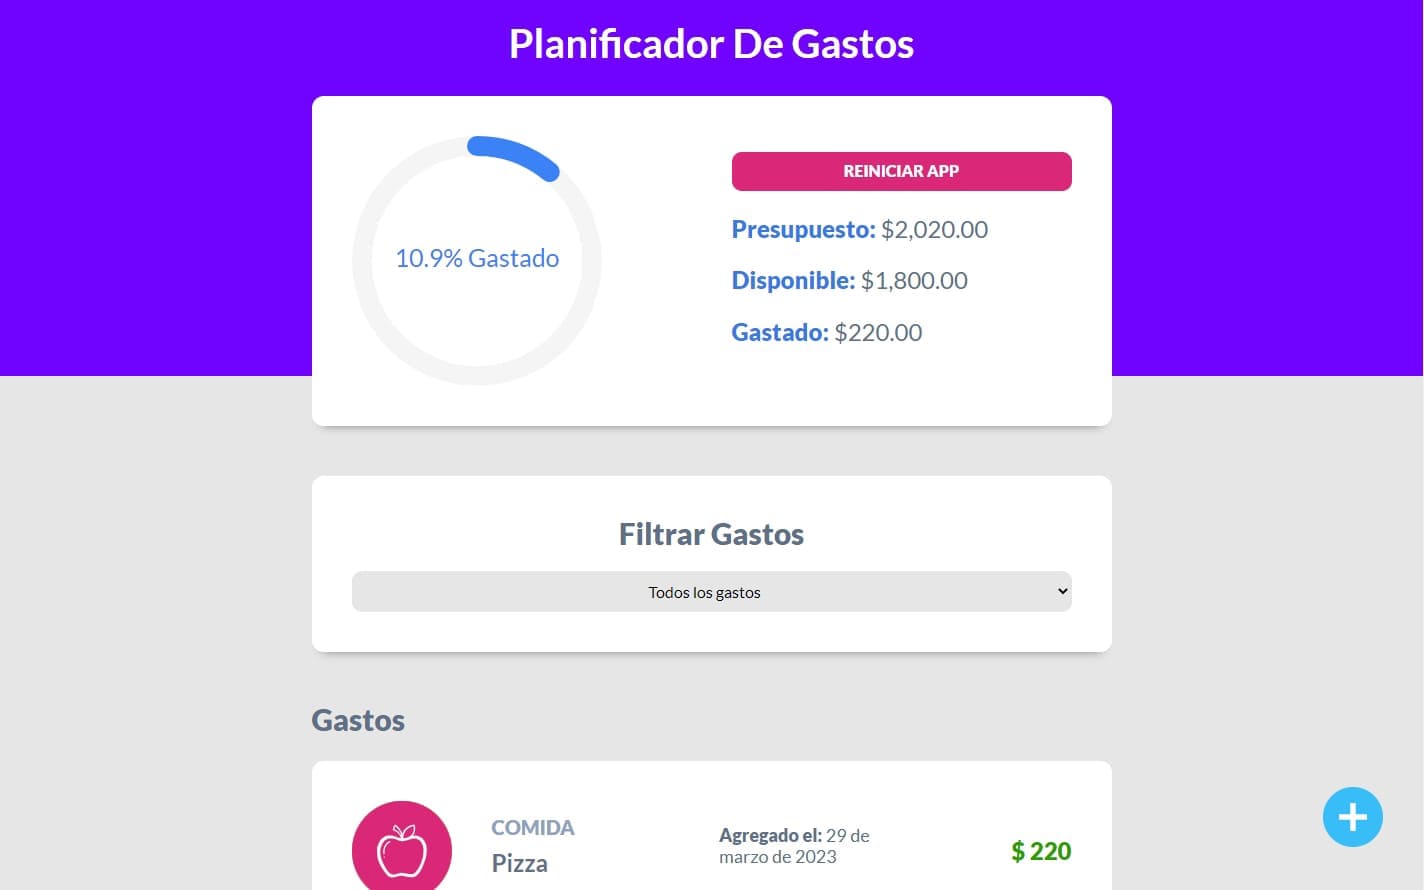 Planificador De Gastos
10.9% Gastado
REINICIAR APP
Presupuesto: $2,020.00
Disponible: $1,800.00
Gastado: $220.00
Filtrar Gastos
Todos los gastos
Gastos
COMIDA
Pizza
Agregado el: 29 de
marzo de 2023
$ 220